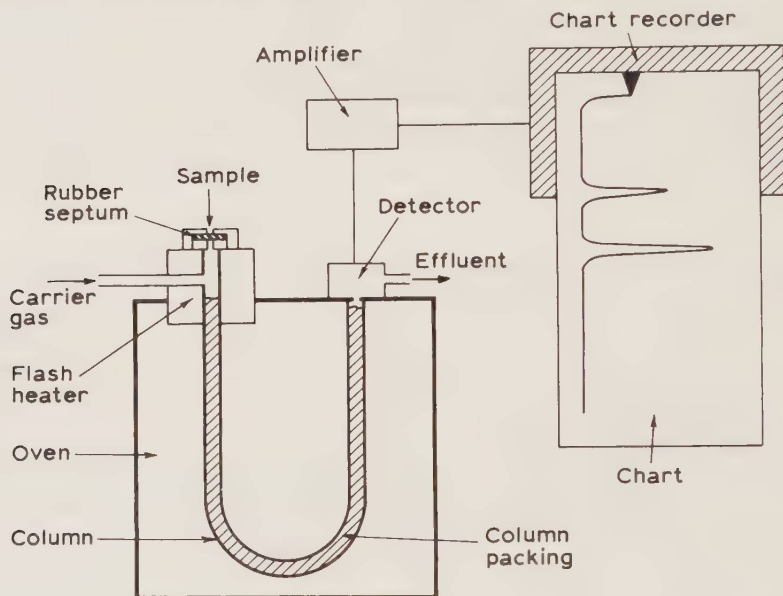 Chart recorder
Amplifier
Sample
Rubber
septum
Detector
Effluent
Carrier
gas
Flash
heater
Oven
Chart
Column
Column
packing